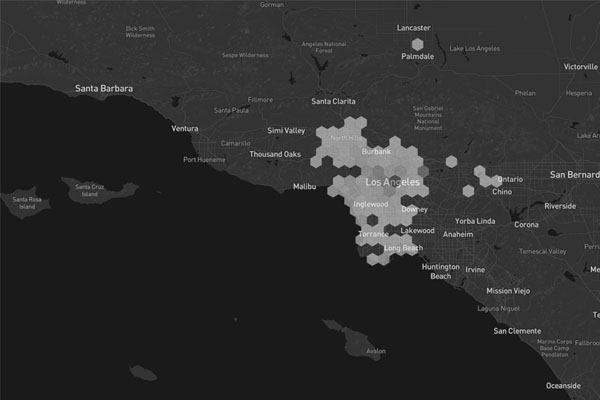 Wilderness
Gorman
Lancaster
Dick Smith
Wilderness
Angeles National
Forest
Lake Los Angeles
Sespe Wilderness
Palmdale
Victorville
Santa Barbara
Phelan
Hesperia
Santa Clarita
Fillmore
Santa Paula
San Gabriel
Mountains
National
Monument
Ventura
Simi Valley
North
Lake
Camarillo
Burbank
Port Hueneme
Thousand Oaks
Los Angeles
Ontario
San Bernard
Malibu
Chino
Santa Cruz
Island
Santa Rosa
Island
Inglewood
Downey
Riverside
Yorba Linda
Corona
Torrance
Lakewood
Anaheim
Long Beach
Temescal Valley
Perri
Huntington
Beach
Irvine
Me
Mission Viejo
Laguna Niguel
Te
San Clemente
Avalon
Marine Corps
Base Camp
Pendleton
Fallbroo
Oceanside